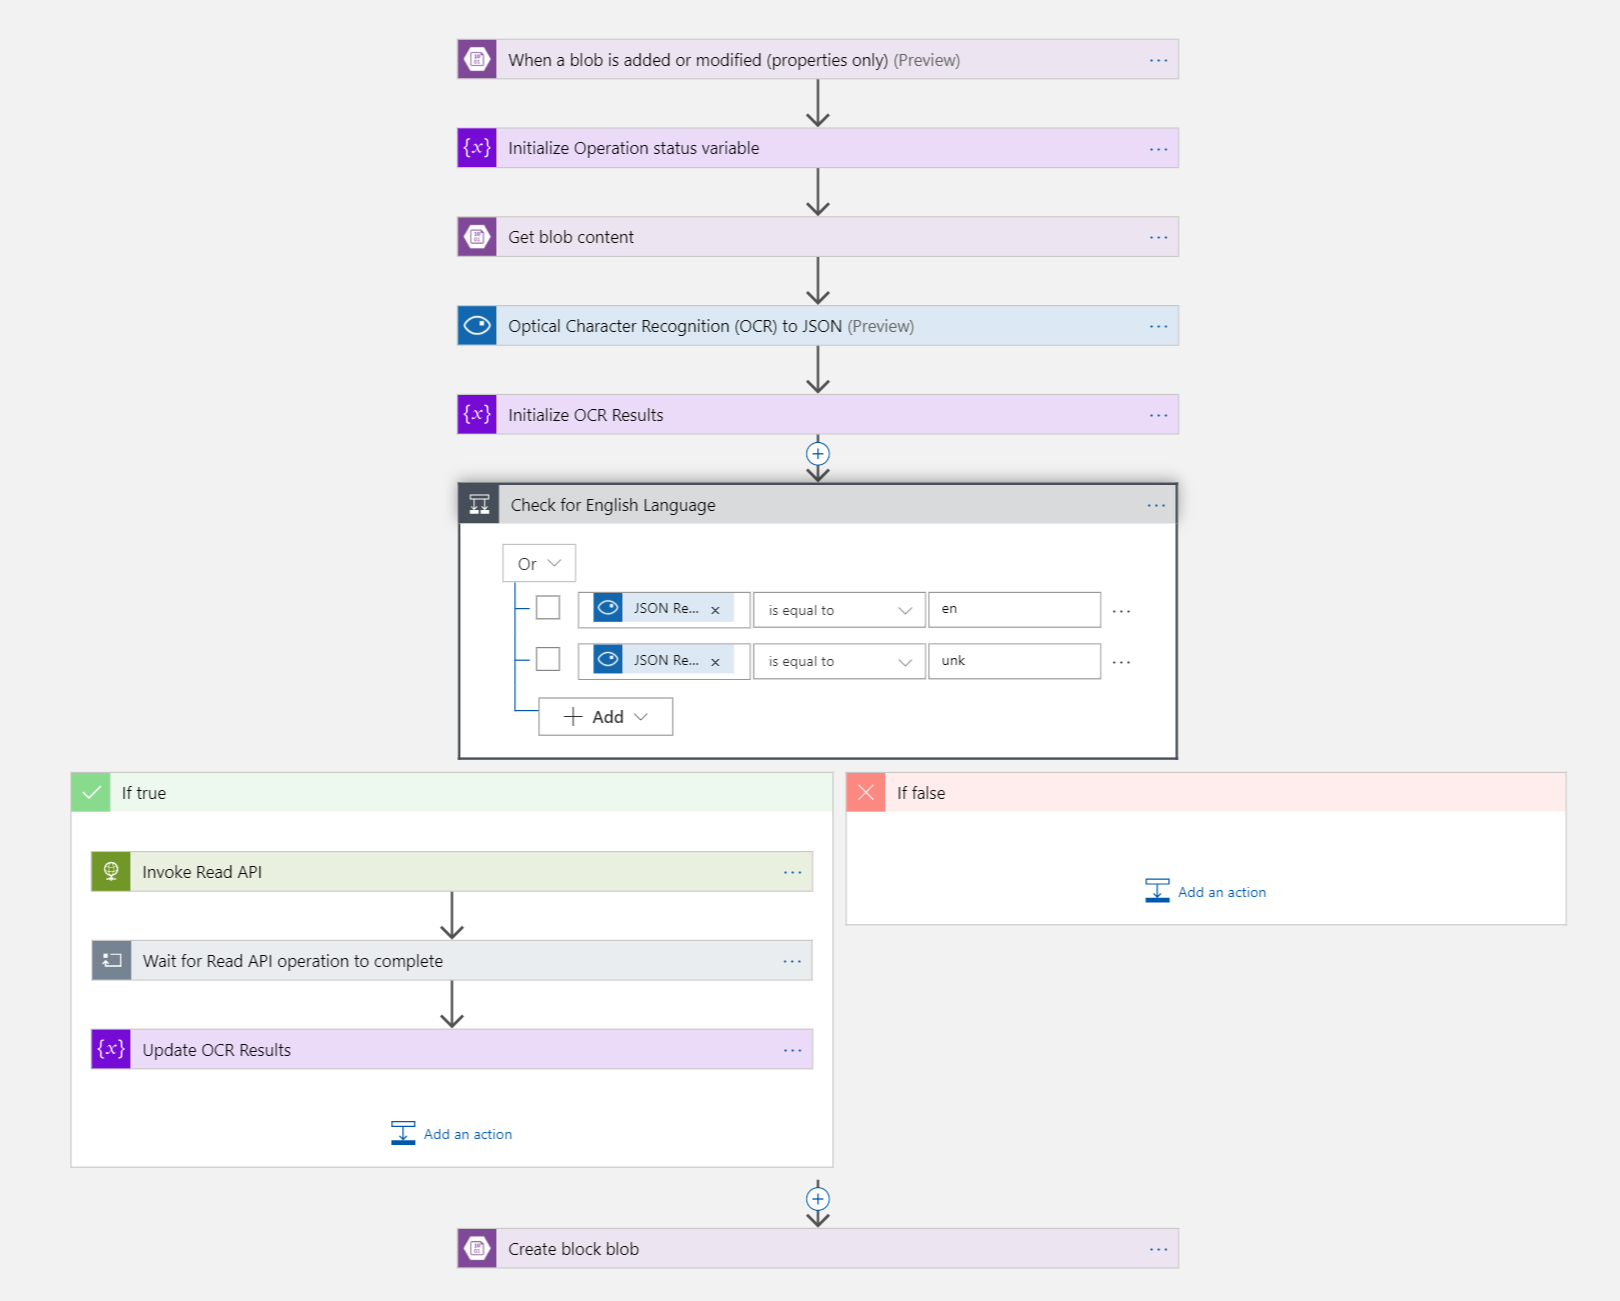 When a blob is added or modified (properties only) (Preview)
{x} Initialize Operation status variable
Get blob content
Optical Character Recognition (OCR) to JSON (Preview)
{x} Initialize OCR Results
Check for English Language
Or
JSON Re... x is equal to en
JSON Re... x is equal to unk
+ Add
If true
If false
Invoke Read API
Add an action
Wait for Read API operation to complete
{x} Update OCR Results
Add an action
Create block blob